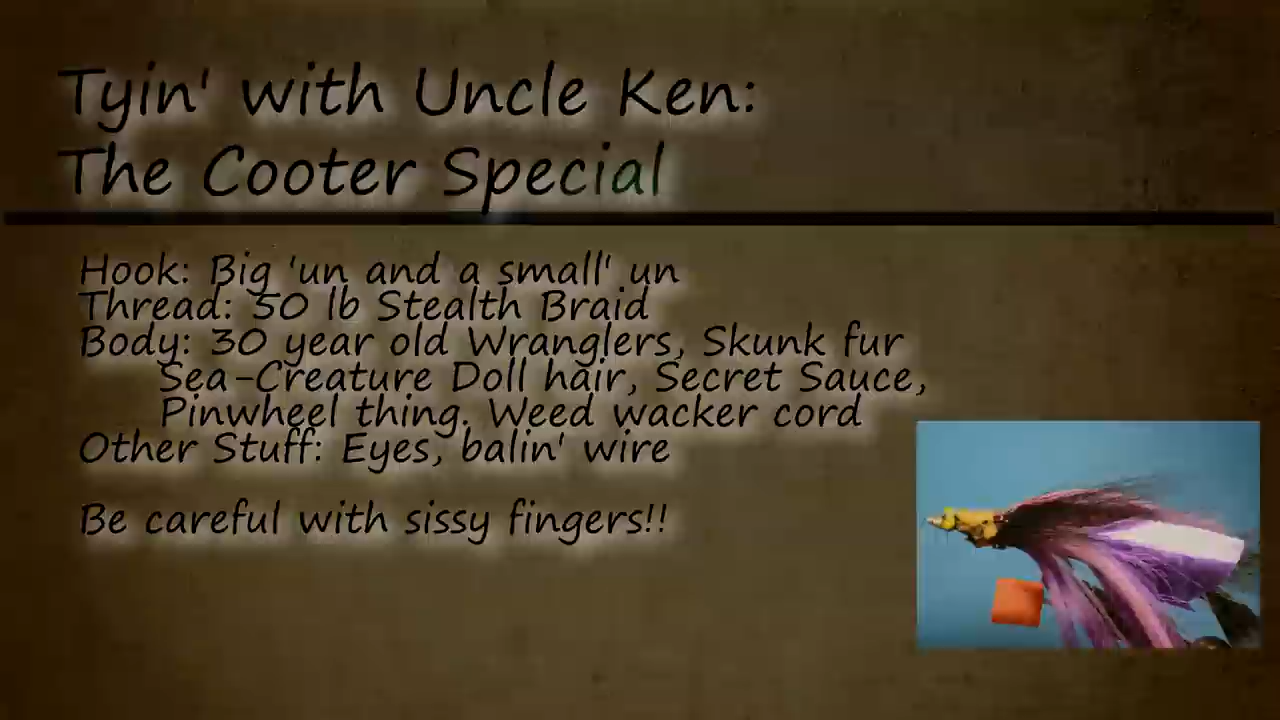 Tyin' with Uncle Ken:
The Cooter Special
Hook: Big 'un and a small' un
Thread: 50 lb Stealth Braid
Body: 30 year old Wranglers, Skunk fur
Sea-Creature Doll hair, Secret Sauce,
Pinwheel thing. Weed wacker cord
Other Stuff: Eyes, balin' wire
Be careful with sissy fingers!!